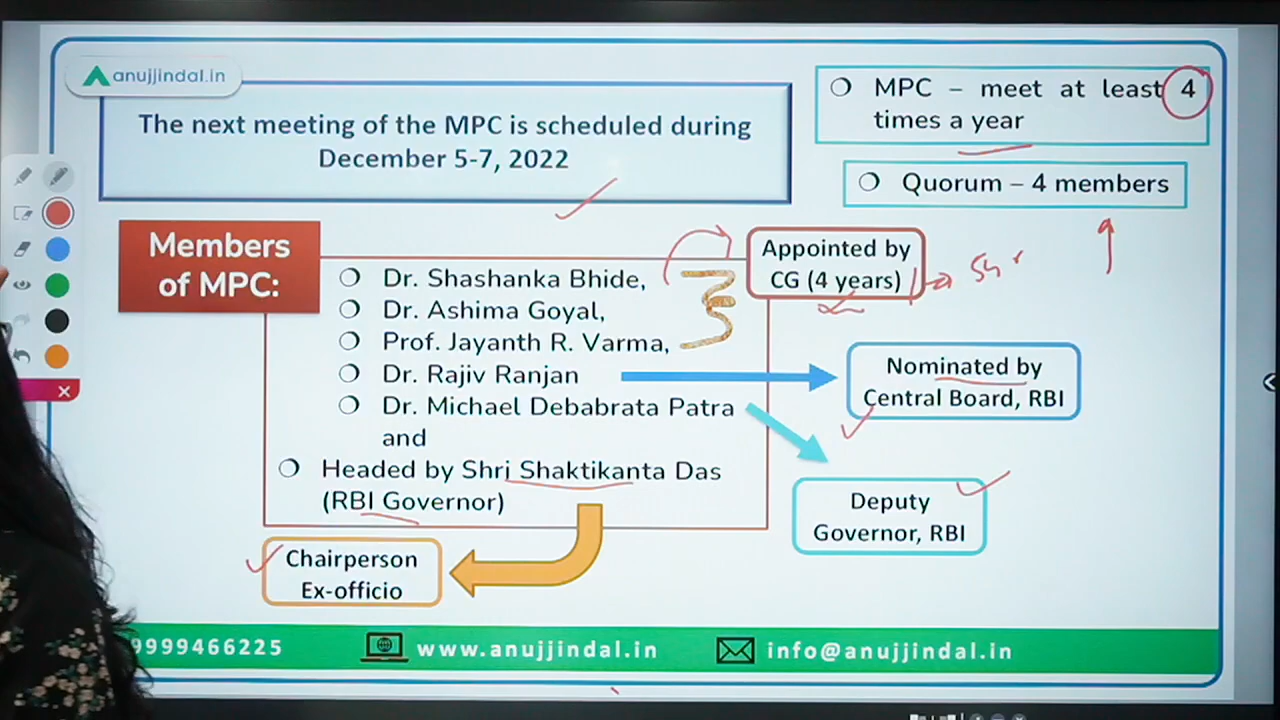 anujjindal.in
The next meeting of the MPC is scheduled during
December 5-7, 2022
MPC – meet at least 4
times a year
Quorum – 4 members
Members
of MPC:
Dr. Shashanka Bhide,
Dr. Ashima Goyal,
Prof. Jayanth R. Varma,
Dr. Rajiv Ranjan
Dr. Michael Debabrata Patra
and
Headed by Shri Shaktikanta Das
(RBI Governor)
Appointed by
CG (4 years)
Nominated by
Central Board, RBI
Deputy
Governor, RBI
Chairperson
Ex-officio
9999466225
www.anujjindal.in
info@anujjindal.in